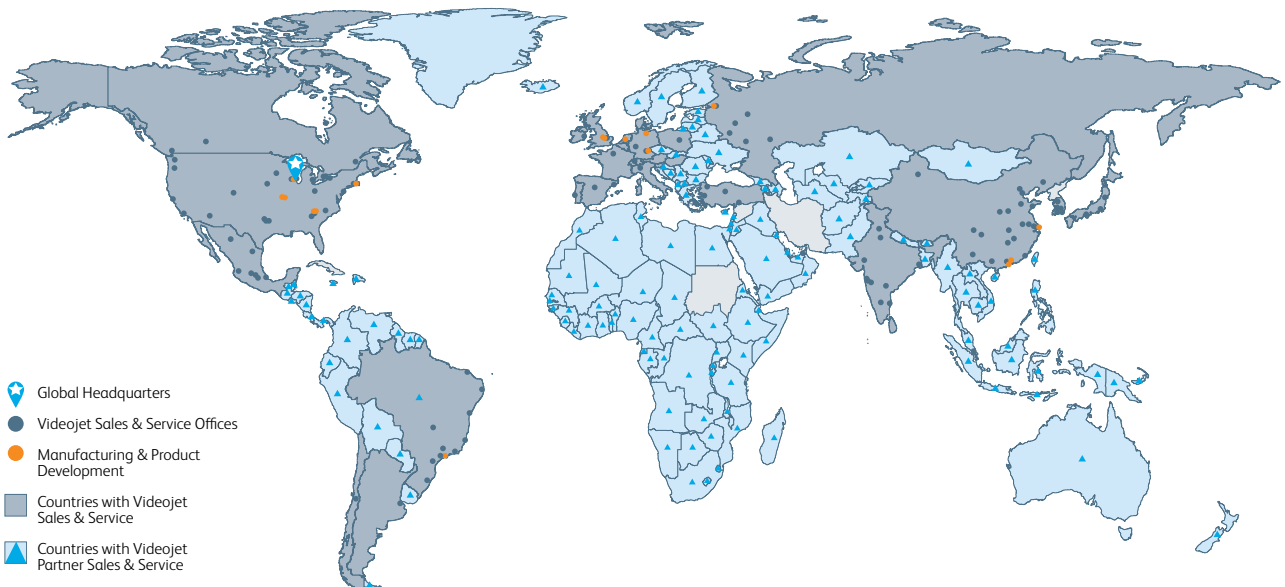 Global Headquarters
Videojet Sales & Service Offices
Manufacturing & Product
Development
Countries with Videojet
Sales & Service
Countries with Videojet
Partner Sales & Service